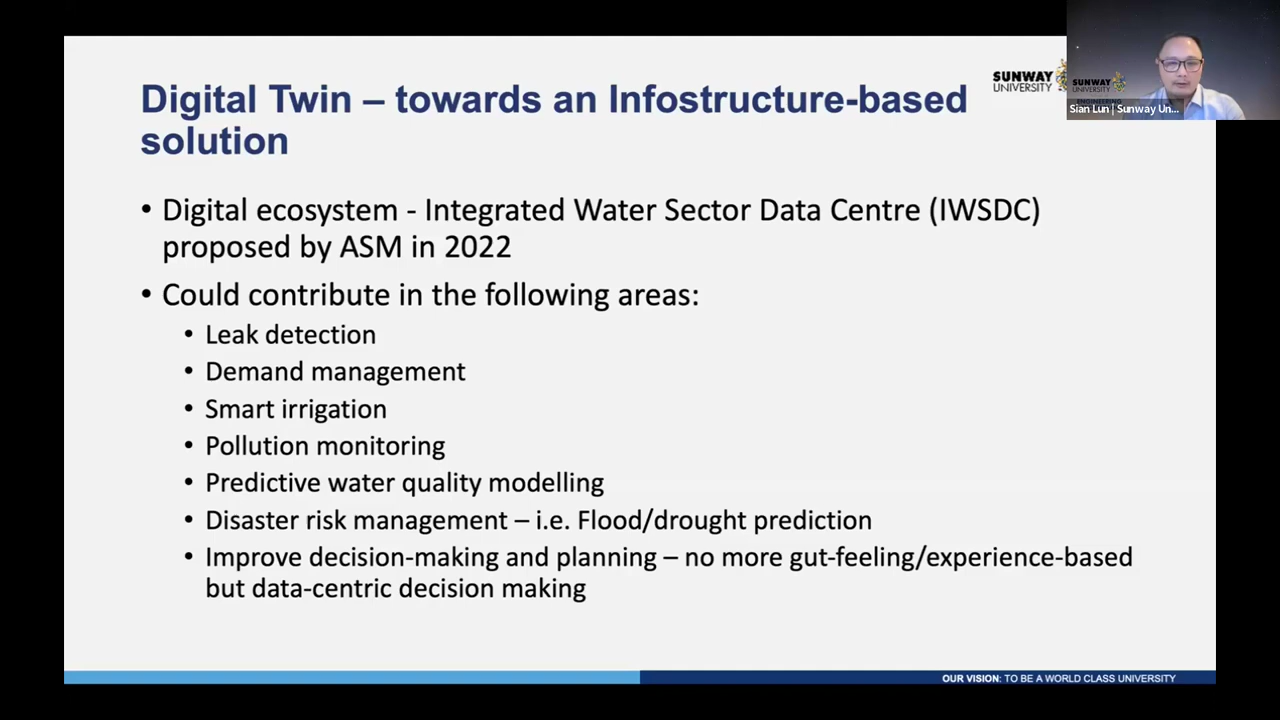 Digital Twin – towards an Infostructure-based
solution
SUNWAY
UNIVERSITY
SUNWAY
UNIVERSITY
ENGINEERING
Sian Lun | Sunway Un...
• Digital ecosystem - Integrated Water Sector Data Centre (IWSDC)
proposed by ASM in 2022
• Could contribute in the following areas:
• Leak detection
• Demand management
• Smart irrigation
• Pollution monitoring
• Predictive water quality modelling
• Disaster risk management – i.e. Flood/drought prediction
• Improve decision-making and planning – no more gut-feeling/experience-based
but data-centric decision making
OUR VISION: TO BE A WORLD CLASS UNIVERSITY